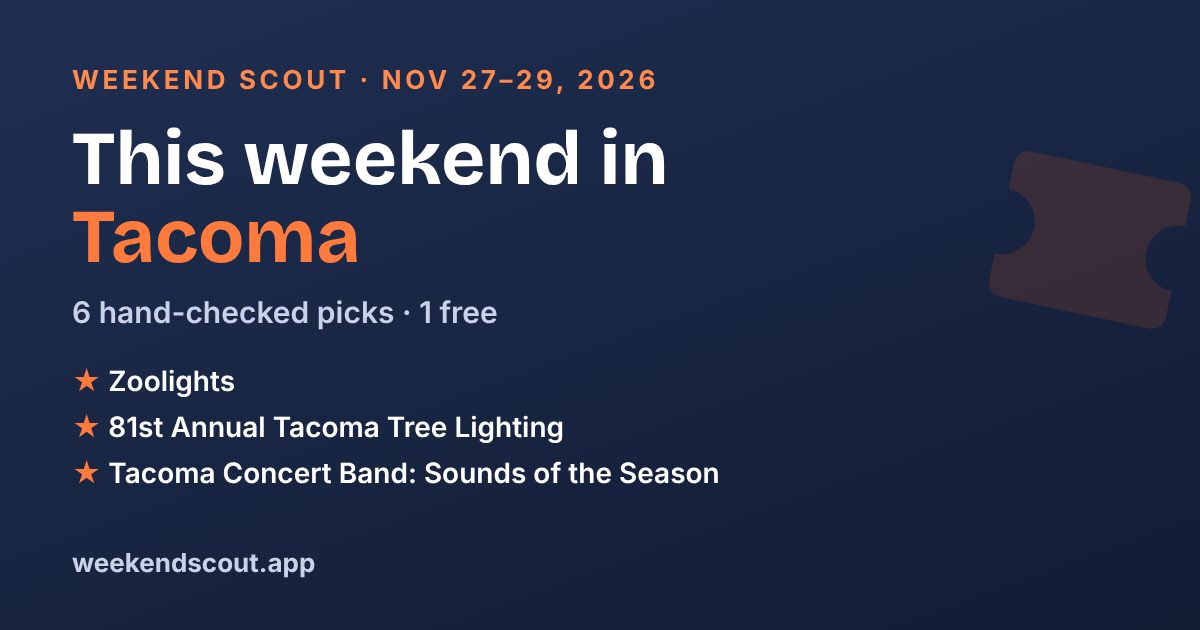 WEEKEND SCOUT · NOV 27–29, 2026
This weekend in
Tacoma
6 hand-checked picks · 1 free
★ Zoolights
★ 81st Annual Tacoma Tree Lighting
★ Tacoma Concert Band: Sounds of the Season
weekendscout.app